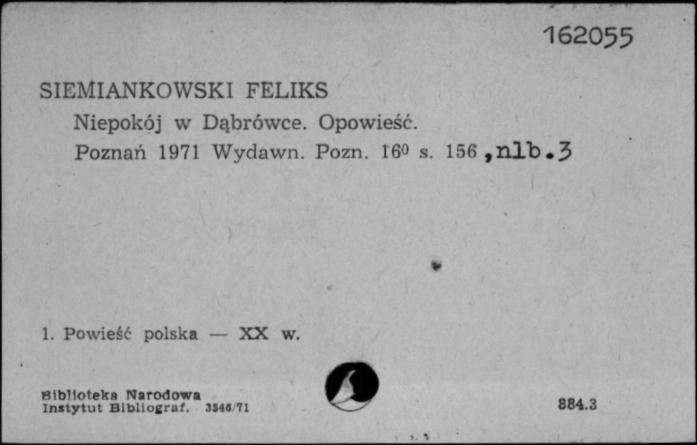 162055
SIEMIANKOWSKI FELIKS
Niepokój w Dąbrówce. Opowieść.
Poznań 1971 Wydawn. Pozn. 16⁰ s. 156 ,nlb.3
1. Powieść polska — XX w.
Biblioteka Narodowa
Instytut Bibliograf. 3546/71
884.3